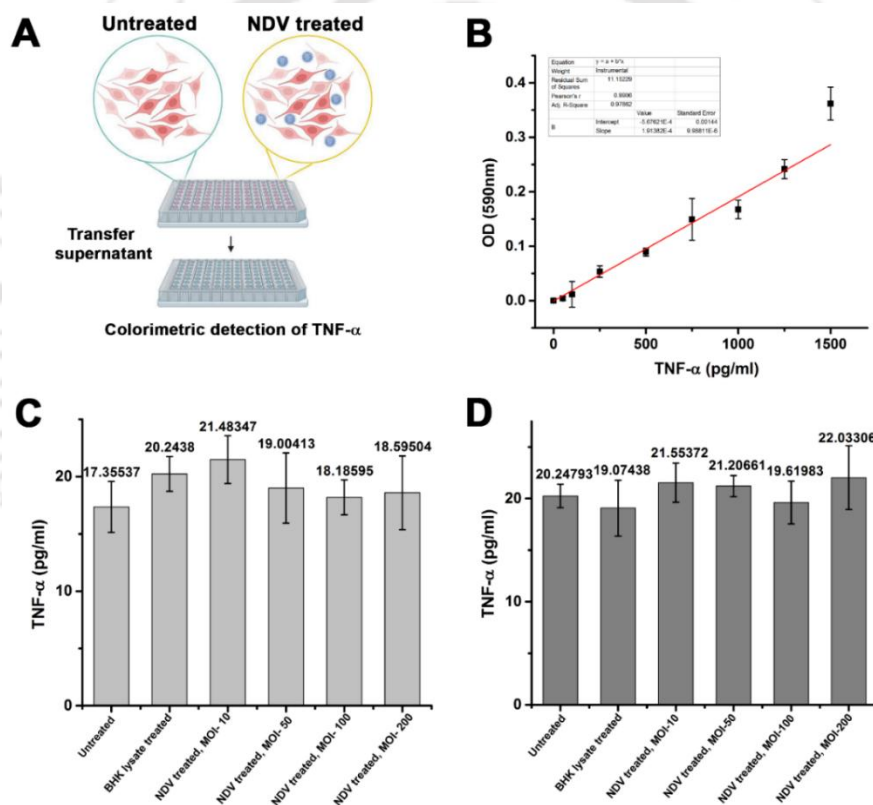 A
Untreated
NDV treated
Transfer
supernatant
Colorimetric detection of TNF-α
B
Equation y = a + b*x
Weight Instrumental
Residual Sum
of Squares
Pearson's r
Adj. R-Square
Value Standard Error
B
Intercept
Slope
OD (590nm)
0.4
0.3
0.2
0.1
0.0
0
500
1000
1500
TNF-α (pg/ml)
C
TNF-α (pg/ml)
20
10
0
17.35537
20.2438
21.48347
19.00413
18.18595
18.59504
Untreated
BHK lysate treated
NDV treated, MOI- 10
NDV treated, MOI- 50
NDV treated, MOI- 100
NDV treated, MOI- 200
D
TNF-α (pg/ml)
20
10
0
20.24793
19.07438
21.55372
21.20661
19.61983
22.03306
Untreated
BHK lysate treated
NDV treated, MOI-10
NDV treated, MOI-50
NDV treated, MOI-100
NDV treated, MOI-200